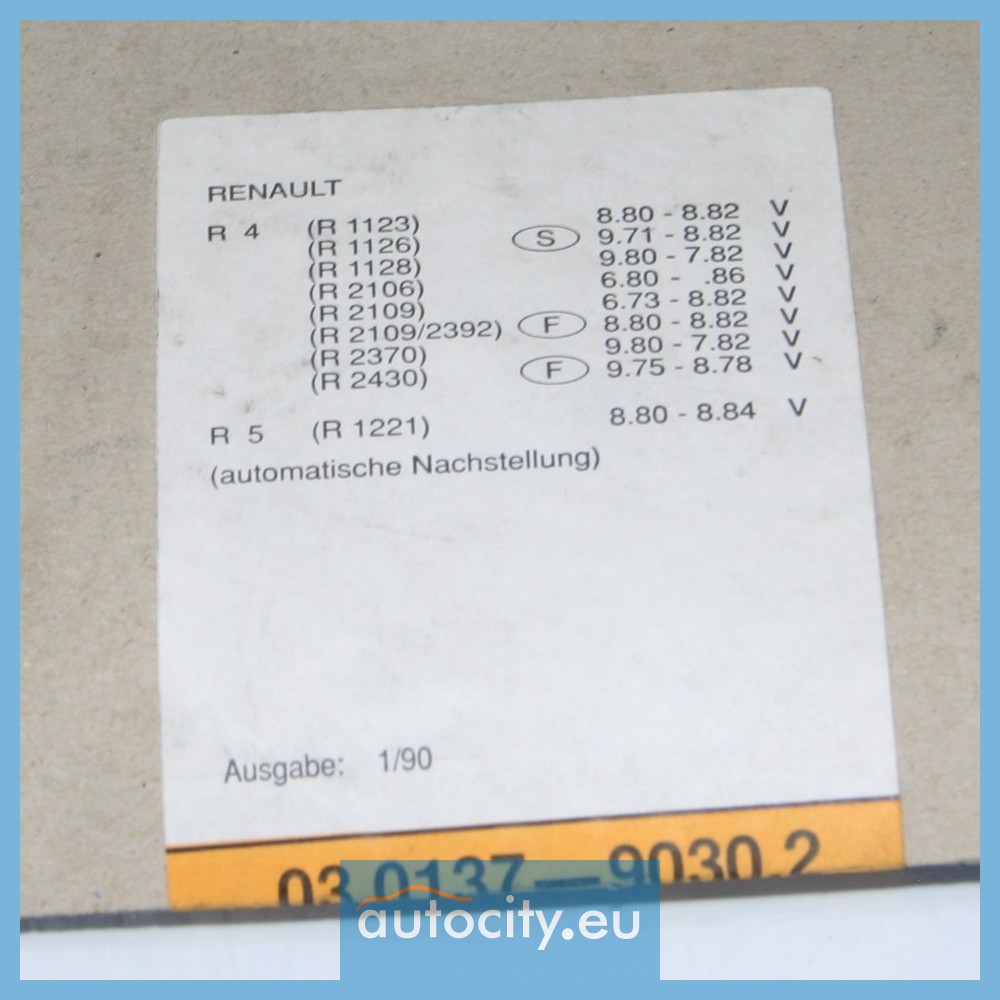 RENAULT
R 4 (R 1123) 8.80 - 8.82 V
(R 1126) S 9.71 - 8.82 V
(R 1128) 9.80 - 7.82 V
(R 2106) 6.80 - .86 V
(R 2109) 6.73 - 8.82 V
(R 2109/2392) F 8.80 - 8.82 V
(R 2370) 9.80 - 7.82 V
(R 2430) F 9.75 - 8.78 V
R 5 (R 1221) 8.80 - 8.84 V
(automatische Nachstellung)
Ausgabe: 1/90
03.0137—9030.2
autocity.eu